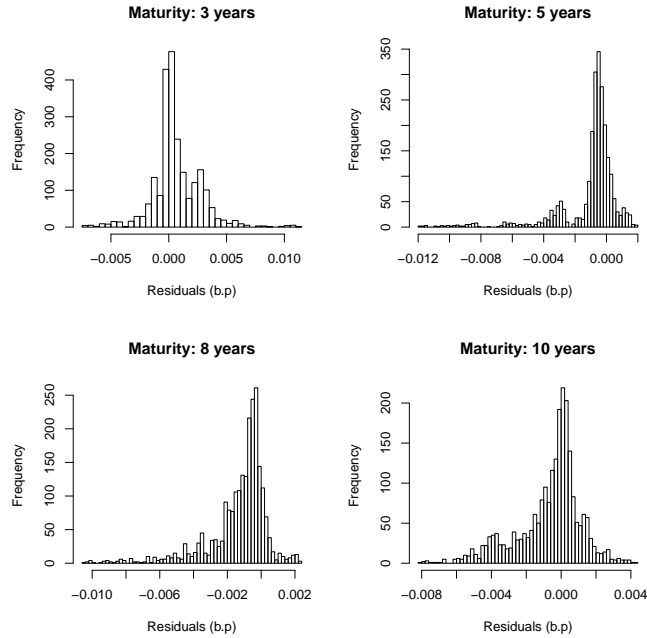 Maturity: 3 years
Frequency
0 100 200 300 400
−0.005 0.000 0.005 0.010
Residuals (b.p)
Maturity: 5 years
Frequency
0 50 150 250 350
−0.012 −0.008 −0.004 0.000
Residuals (b.p)
Maturity: 8 years
Frequency
0 50 100 150 200 250
−0.010 −0.006 −0.002 0.002
Residuals (b.p)
Maturity: 10 years
Frequency
0 50 100 150 200
−0.008 −0.004 0.000 0.004
Residuals (b.p)